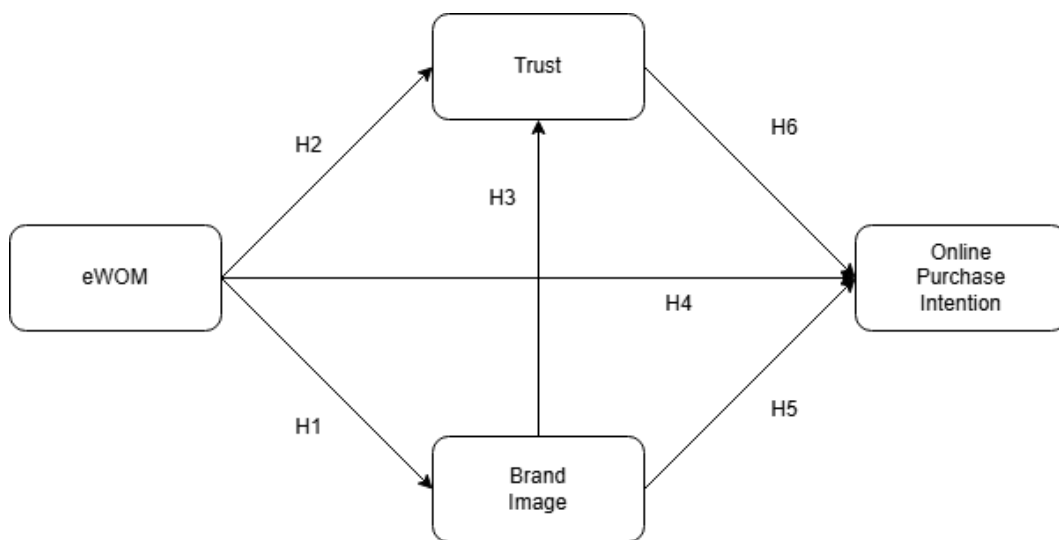 Trust
H2
H6
H3
eWOM
Online
Purchase
Intention
H4
H1
H5
Brand
Image